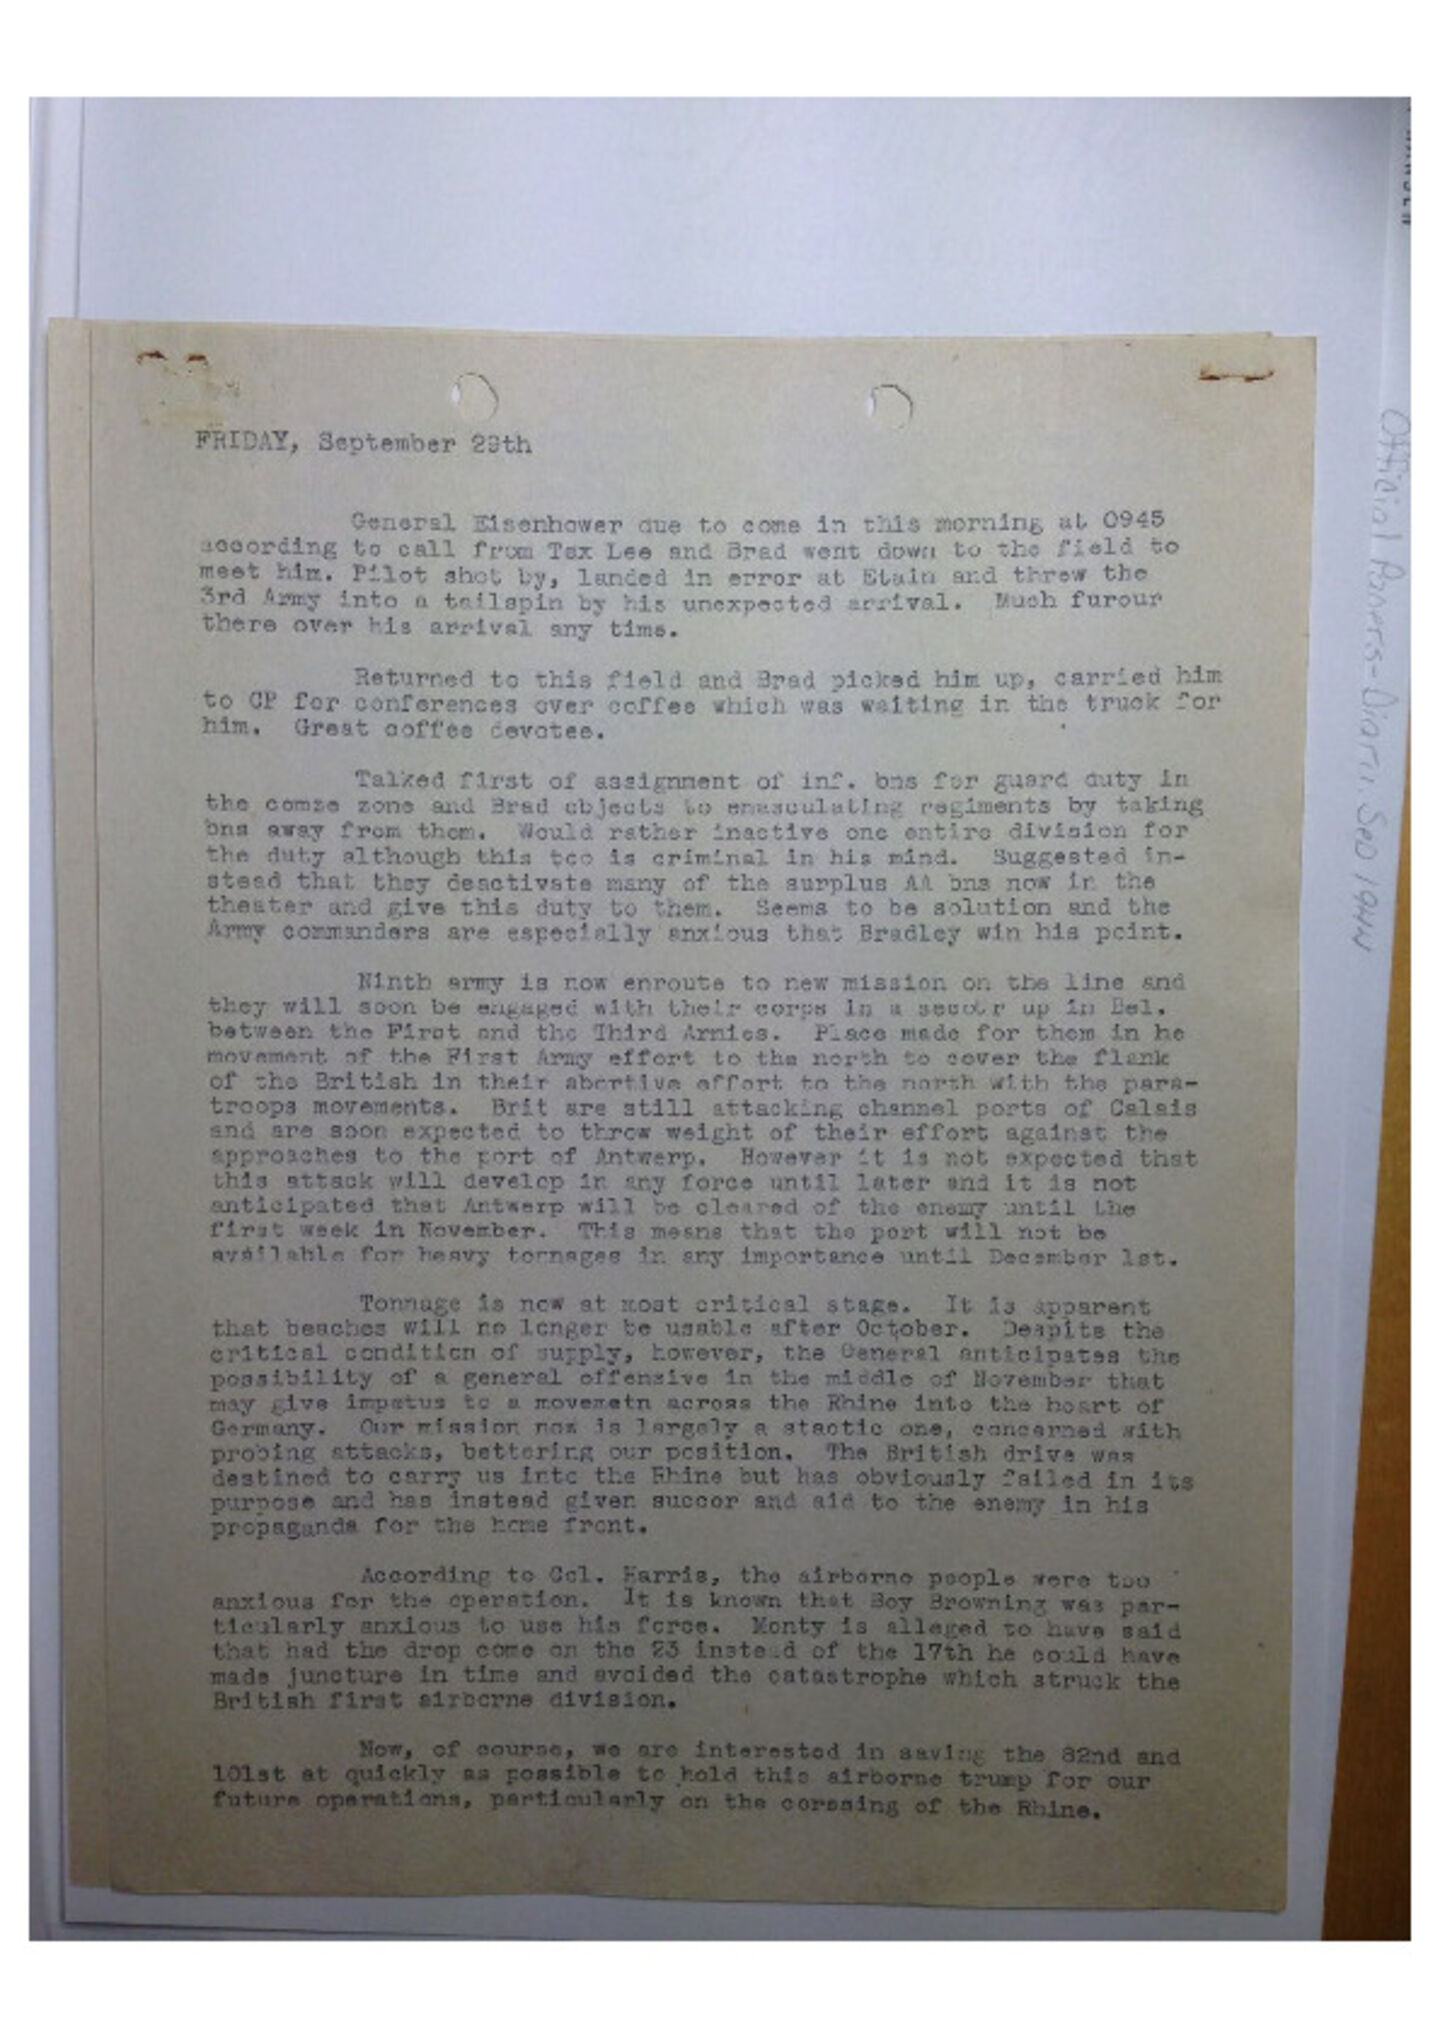 FRIDAY, September 29th
General Eisenhower due to come in this morning at 0945
according to call from Tex Lee and Brad went down to the field to
meet him. Pilot shot by, landed in error at Etain and threw the
3rd Army into a tailspin by his unexpected arrival. Much furour
there over his arrival any time.
Returned to this field and Brad picked him up, carried him
to CP for conferences over coffee which was waiting in the truck for
him. Great coffee devotee.
Talked first of assignment of inf. bns for guard duty in
the comze zone and Brad objects to emasculating regiments by taking
bns away from them. Would rather inactive one entire division for
the duty although this too is criminal in his mind. Suggested in-
stead that they deactivate many of the surplus AA bns now in the
theater and give this duty to them. Seems to be solution and the
Army commanders are especially anxious that Bradley win his point.
Ninth army is now enroute to new mission on the line and
they will soon be engaged with their corps in a secotr up in Bel.
between the First and the Third Armies. Place made for them in he
movement of the First Army effort to the north to cover the flank
of the British in their abortive effort to the north with the para-
troops movements. Brit are still attacking channel ports of Calais
and are soon expected to throw weight of their effort against the
approaches to the port of Antwerp. However it is not expected that
this attack will develop in any force until later and it is not
anticipated that Antwerp will be cleared of the enemy until the
first week in November. This means that the port will not be
available for heavy tornages in any importance until December 1st.
Tonnage is now at most critical stage. It is apparent
that beaches will no longer be usable after October. Despite the
critical condition of supply, however, the General anticipates the
possibility of a general offensive in the middle of November that
may give impetus to a movemetn across the Rhine into the heart of
Germany. Our mission now is largely a stactic one, concerned with
probing attacks, bettering our position. The British drive was
destined to carry us into the Rhine but has obviously failed in its
purpose and has instead given succor and aid to the enemy in his
propaganda for the home front.
According to Col. Harris, the airborne people were too
anxious for the operation. It is known that Boy Browning was par-
ticularly anxious to use his force. Monty is alleged to have said
that had the drop come on the 23 instead of the 17th he could have
made juncture in time and avoided the catastrophe which struck the
British first airborne division.
Now, of course, we are interested in saving the 82nd and
101st at quickly as possible to hold this airborne trump for our
future operations, particularly on the corssing of the Rhine.
Official Papers-Diary, Sep 1944